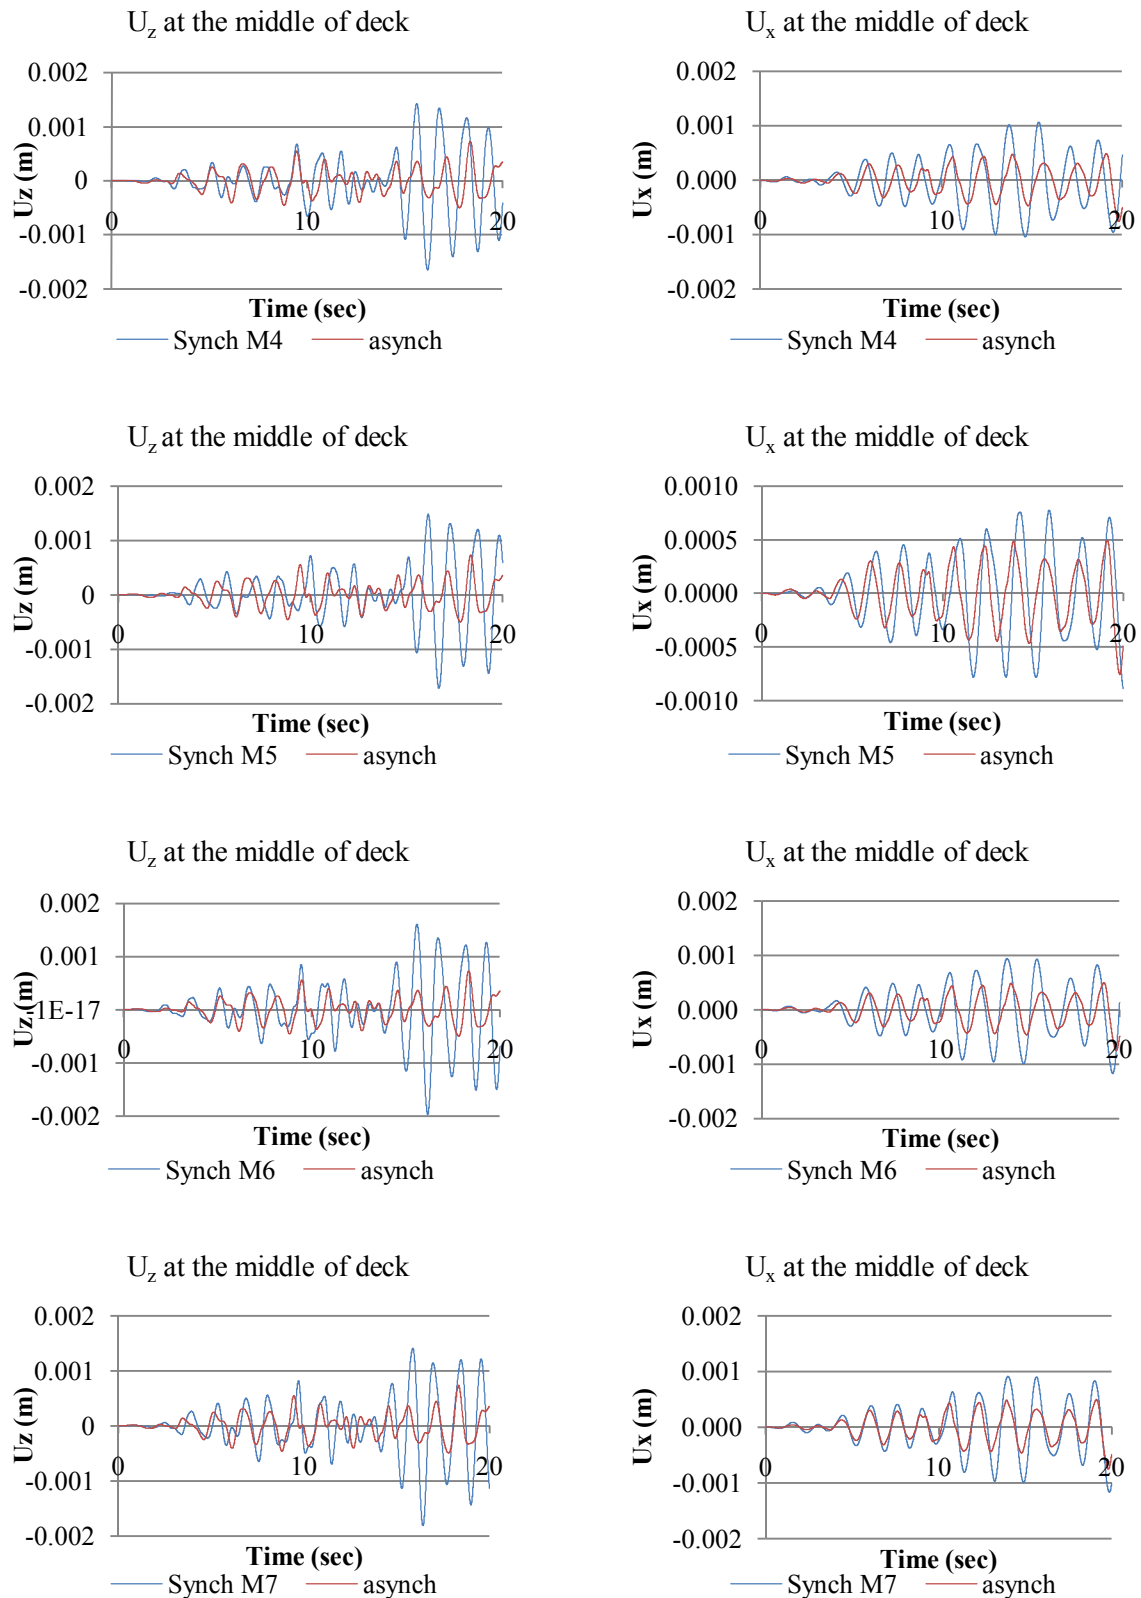 U_z at the middle of deck
0.002
0.001
0
-0.001
-0.002
Uz (m)
0 10 20
Time (sec)
Synch M4 asynch
U_x at the middle of deck
0.002
0.001
0.000
-0.001
-0.002
Ux (m)
0 10 20
Time (sec)
Synch M4 asynch
U_z at the middle of deck
0.002
0.001
0
-0.001
-0.002
Uz (m)
0 10 20
Time (sec)
Synch M5 asynch
U_x at the middle of deck
0.0010
0.0005
0.0000
-0.0005
-0.0010
Ux (m)
0 10 20
Time (sec)
Synch M5 asynch
U_z at the middle of deck
0.002
0.001
1E-17
-0.001
-0.002
Uz (m)
0 10 20
Time (sec)
Synch M6 asynch
U_x at the middle of deck
0.002
0.001
0.000
-0.001
-0.002
Ux (m)
0 10 20
Time (sec)
Synch M6 asynch
U_z at the middle of deck
0.002
0.001
0
-0.001
-0.002
Uz (m)
0 10 20
Time (sec)
Synch M7 asynch
U_x at the middle of deck
0.002
0.001
0.000
-0.001
-0.002
Ux (m)
0 10 20
Time (sec)
Synch M7 asynch